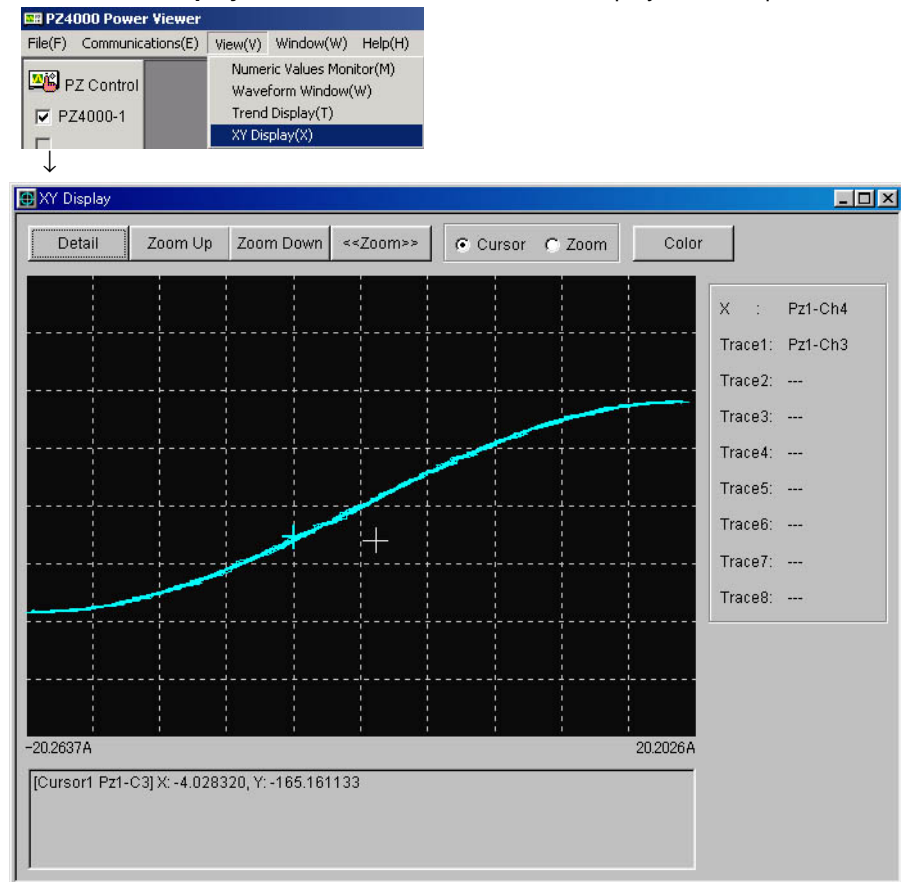 PZ4000 Power Viewer
File(F) Communications(E) View(V) Window(W) Help(H)
PZ Control
PZ4000-1
Numeric Values Monitor(M)
Waveform Window(W)
Trend Display(T)
XY Display(X)
↓
XY Display
Detail Zoom Up Zoom Down <<Zoom>> Cursor Zoom Color
X : Pz1-Ch4
Trace1: Pz1-Ch3
Trace2: ---
Trace3: ---
Trace4: ---
Trace5: ---
Trace6: ---
Trace7: ---
Trace8: ---
-20.2637A 20.2026A
[Cursor1 Pz1-C3] X: -4.028320, Y: -165.161133